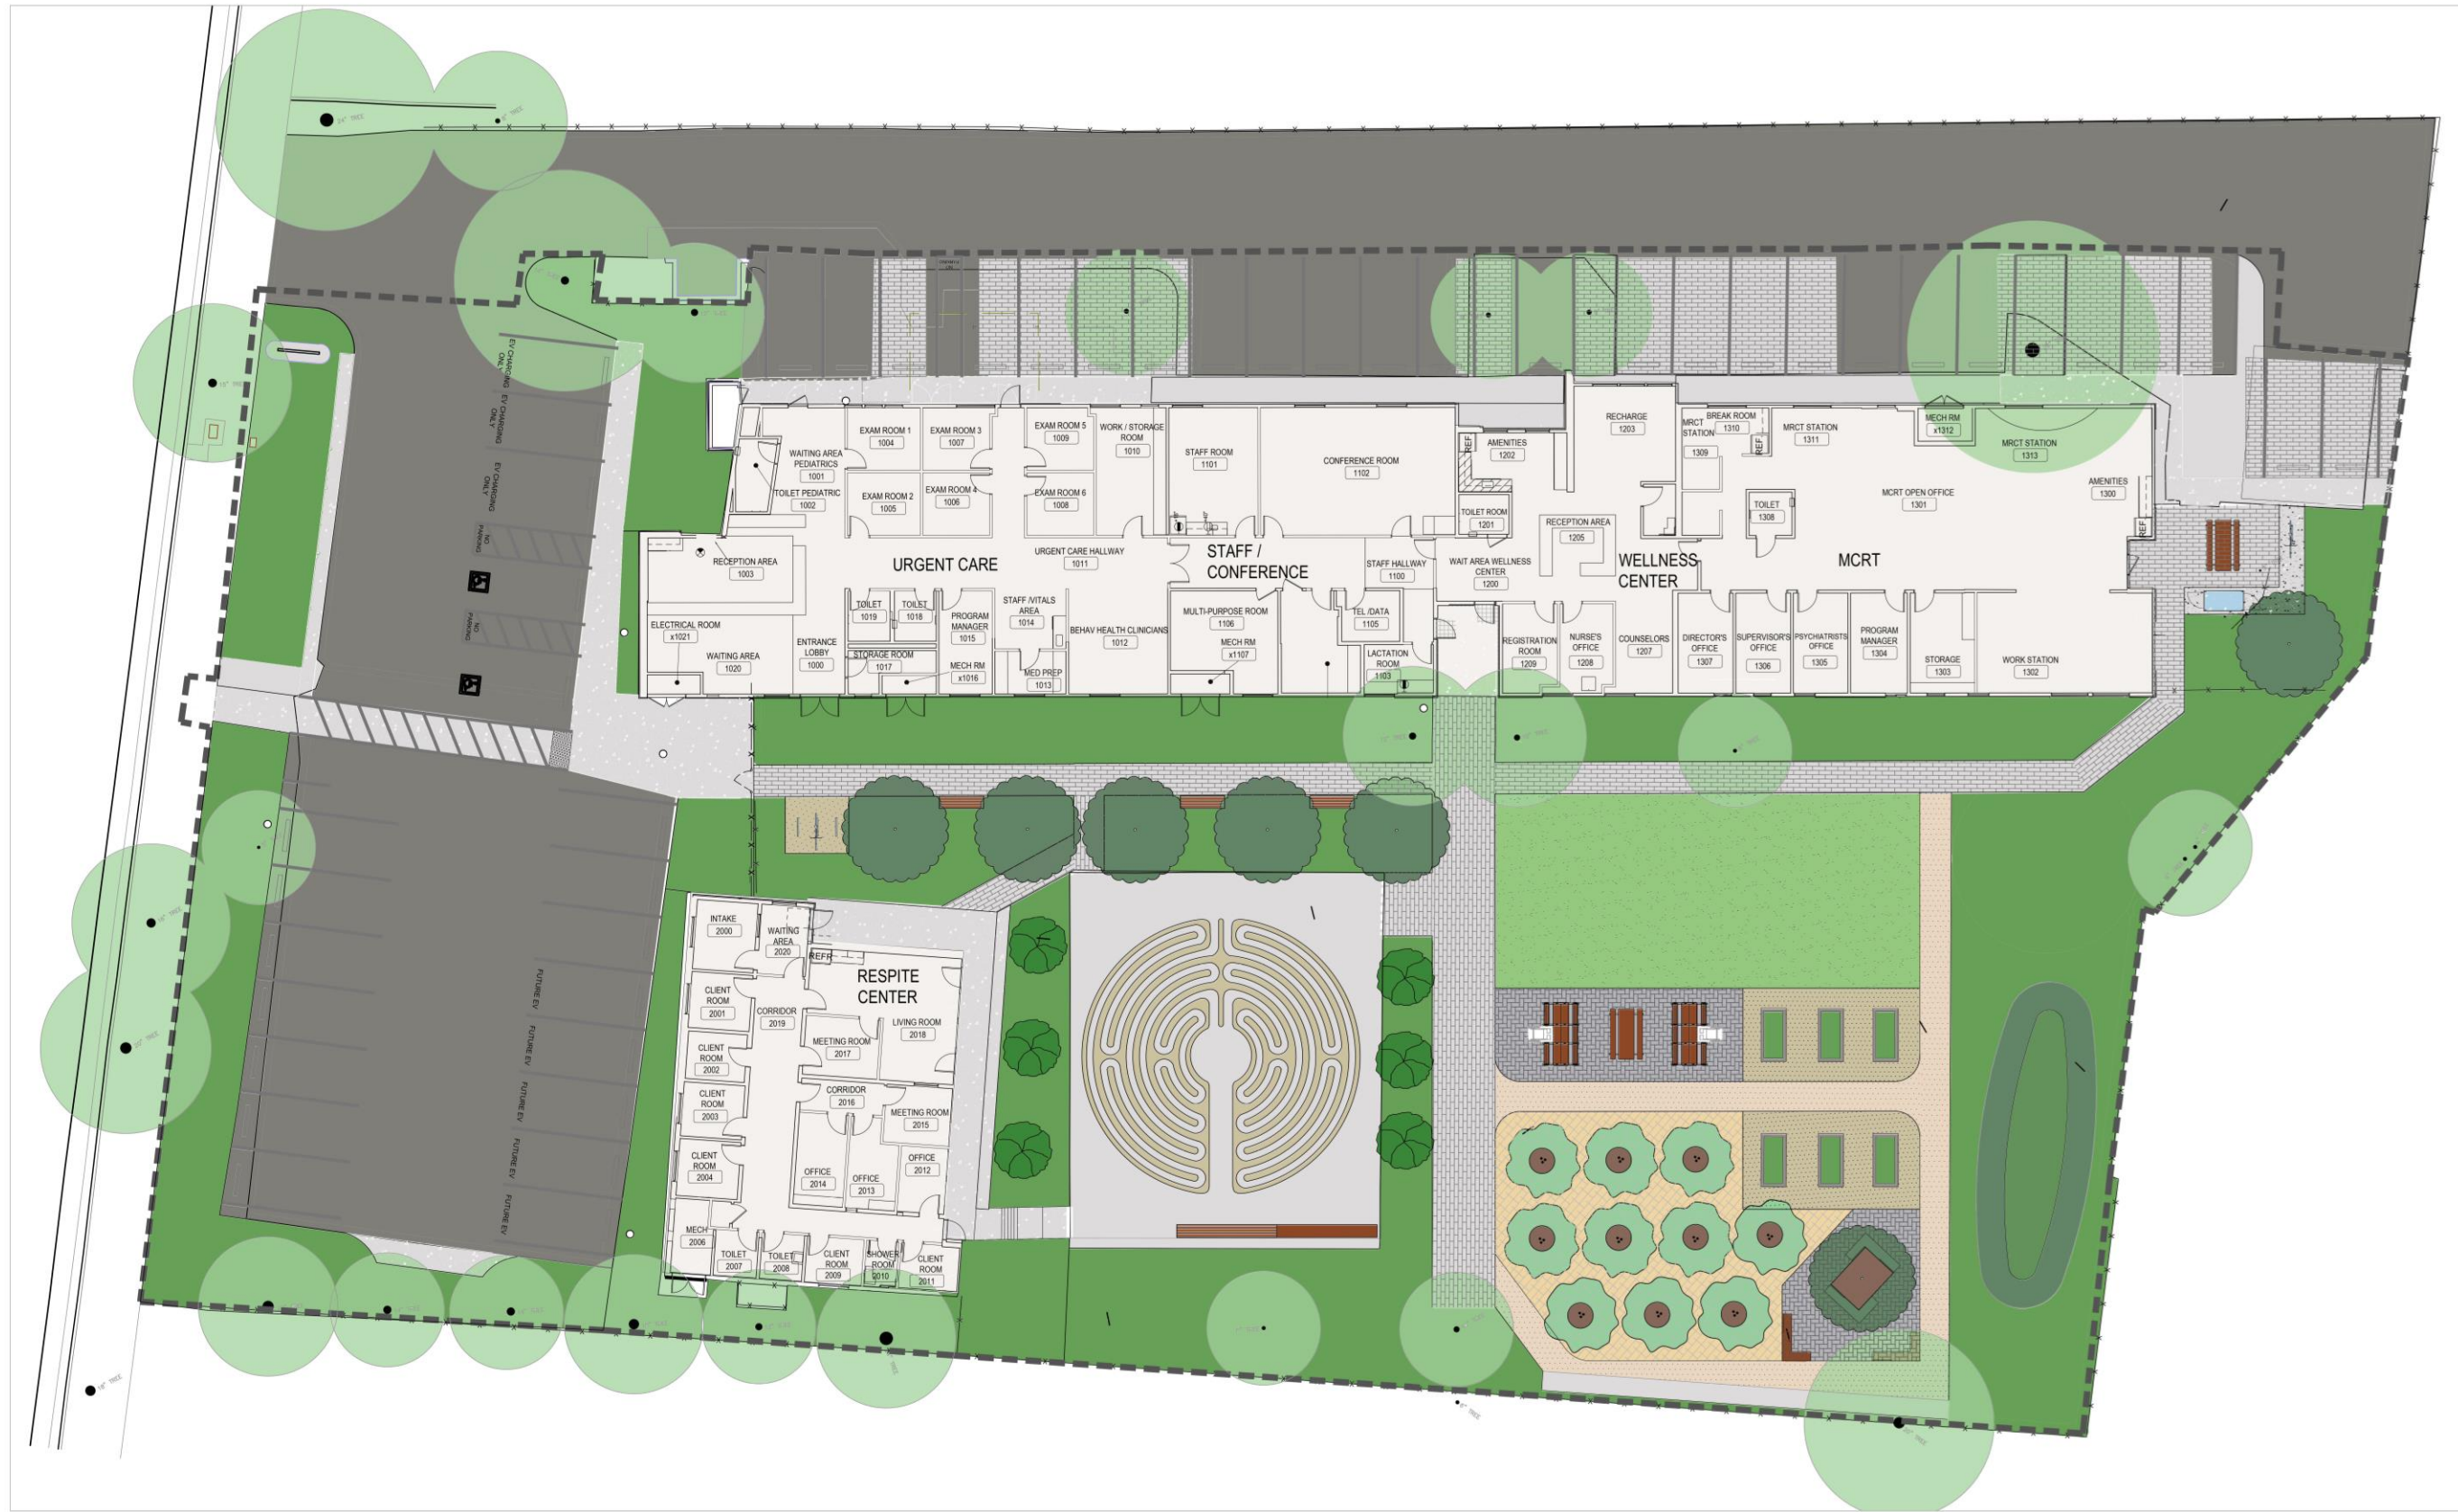 24" TREE
6" TREE
EV CHARGING
ONLY
EV CHARGING
ONLY
EV CHARGING
ONLY
NO
PARKING
NO
PARKING
EXAM ROOM 1
1004
EXAM ROOM 3
1007
EXAM ROOM 5
1009
WORK / STORAGE
ROOM
1010
WAITING AREA
PEDIATRICS
1001
TOILET PEDIATRIC
1002
EXAM ROOM 2
1005
EXAM ROOM 4
1006
EXAM ROOM 6
1008
STAFF ROOM
1101
CONFERENCE ROOM
1102
REF
AMENITIES
1202
TOILET ROOM
1201
RECHARGE
1203
RECEPTION AREA
1205
MRCT
STATION
1309
BREAK ROOM
1310
REF
MRCT STATION
1311
MECH RM
x1312
MRCT STATION
1313
TOILET
1308
MCRT OPEN OFFICE
1301
AMENITIES
1300
REF
RECEPTION AREA
1003
URGENT CARE
URGENT CARE HALLWAY
1011
STAFF /
CONFERENCE
STAFF HALLWAY
1100
WAIT AREA WELLNESS
CENTER
1200
WELLNESS
CENTER
MCRT
ELECTRICAL ROOM
x1021
WAITING AREA
1020
ENTRANCE
LOBBY
1000
TOILET
1019
TOILET
1018
STORAGE ROOM
1017
PROGRAM
MANAGER
1015
MECH RM
x1016
STAFF /VITALS
AREA
1014
MED PREP
1013
BEHAV HEALTH CLINICIANS
1012
MULTI-PURPOSE ROOM
1106
MECH RM
x1107
TEL /DATA
1105
LACTATION
ROOM
1103
REGISTRATION
ROOM
1209
NURSE'S
OFFICE
1208
COUNSELORS
1207
DIRECTOR'S
OFFICE
1307
SUPERVISOR'S
OFFICE
1306
PSYCHIATRISTS
OFFICE
1305
PROGRAM
MANAGER
1304
STORAGE
1303
WORK STATION
1302
INTAKE
2000
WAITING
AREA
2020
REFR
RESPITE
CENTER
CLIENT
ROOM
2001
CORRIDOR
2019
LIVING ROOM
2018
MEETING ROOM
2017
CLIENT
ROOM
2002
CLIENT
ROOM
2003
CORRIDOR
2016
MEETING ROOM
2015
CLIENT
ROOM
2004
OFFICE
2014
OFFICE
2013
OFFICE
2012
MECH
2006
TOILET
2007
TOILET
2008
CLIENT
ROOM
2009
SHOWER
ROOM
2010
CLIENT
ROOM
2011
FUTURE EV
FUTURE EV
FUTURE EV
FUTURE EV
FUTURE EV